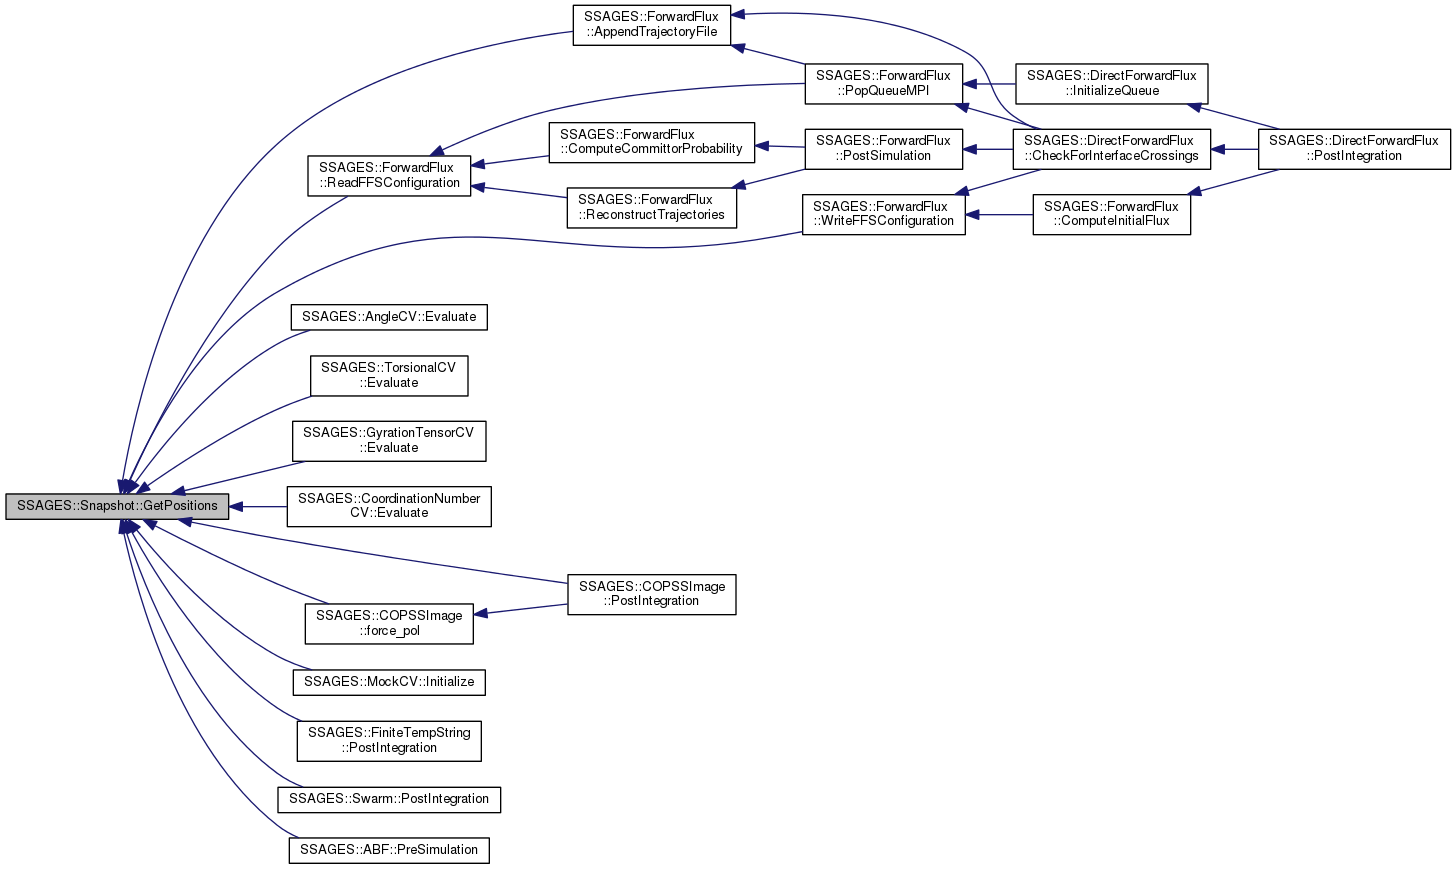 SSAGES::ForwardFlux
::AppendTrajectoryFile
SSAGES::ForwardFlux
::PopQueueMPI
SSAGES::DirectForwardFlux
::InitializeQueue
SSAGES::ForwardFlux
::ComputeCommittorProbability
SSAGES::ForwardFlux
::PostSimulation
SSAGES::DirectForwardFlux
::CheckForInterfaceCrossings
SSAGES::DirectForwardFlux
::PostIntegration
SSAGES::ForwardFlux
::ReadFFSConfiguration
SSAGES::ForwardFlux
::ReconstructTrajectories
SSAGES::ForwardFlux
::WriteFFSConfiguration
SSAGES::ForwardFlux
::ComputeInitialFlux
SSAGES::AngleCV::Evaluate
SSAGES::TorsionalCV
::Evaluate
SSAGES::GyrationTensorCV
::Evaluate
SSAGES::Snapshot::GetPositions
SSAGES::CoordinationNumber
CV::Evaluate
SSAGES::COPSSImage
::PostIntegration
SSAGES::COPSSImage
::force_pol
SSAGES::MockCV::Initialize
SSAGES::FiniteTempString
::PostIntegration
SSAGES::Swarm::PostIntegration
SSAGES::ABF::PreSimulation